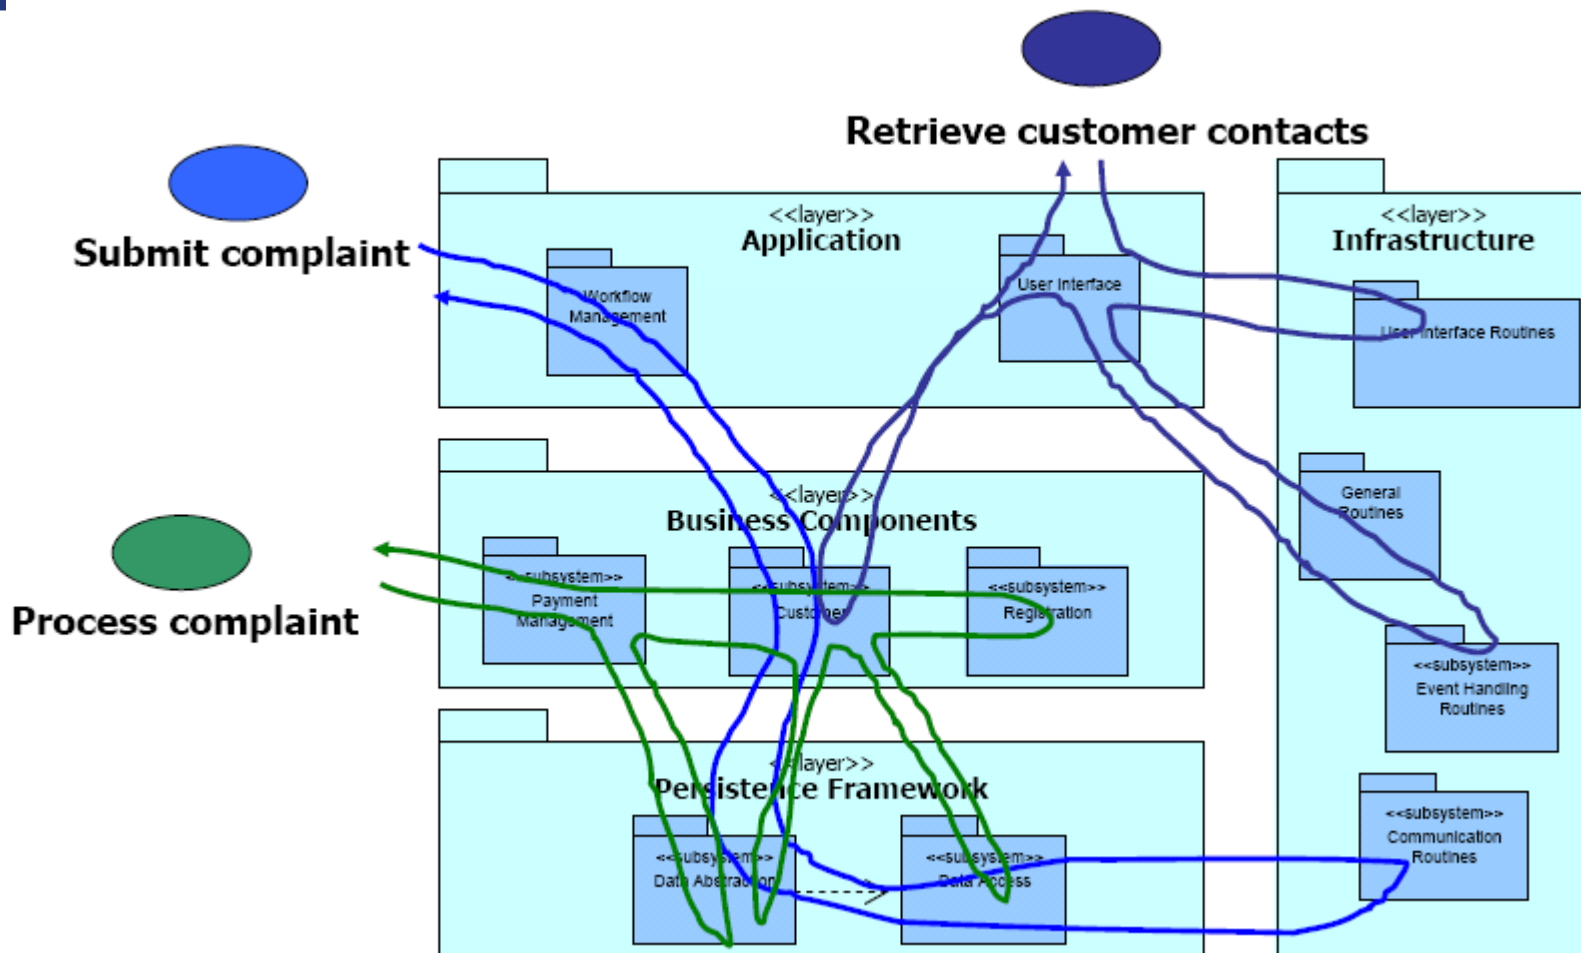 Retrieve customer contacts
Submit complaint
<<layer>>
Application
Workflow
Management
User Interface
<<layer>>
Infrastructure
User Interface Routines
General
Routines
<<subsystem>>
Event Handling
Routines
<<subsystem>>
Communication
Routines
Process complaint
<<layer>>
Business Components
<<subsystem>>
Payment
Management
<<subsystem>>
Customer
<<subsystem>>
Registration
<<layer>>
Persistence Framework
<<subsystem>>
Data Abstraction
<<subsystem>>
Data Access